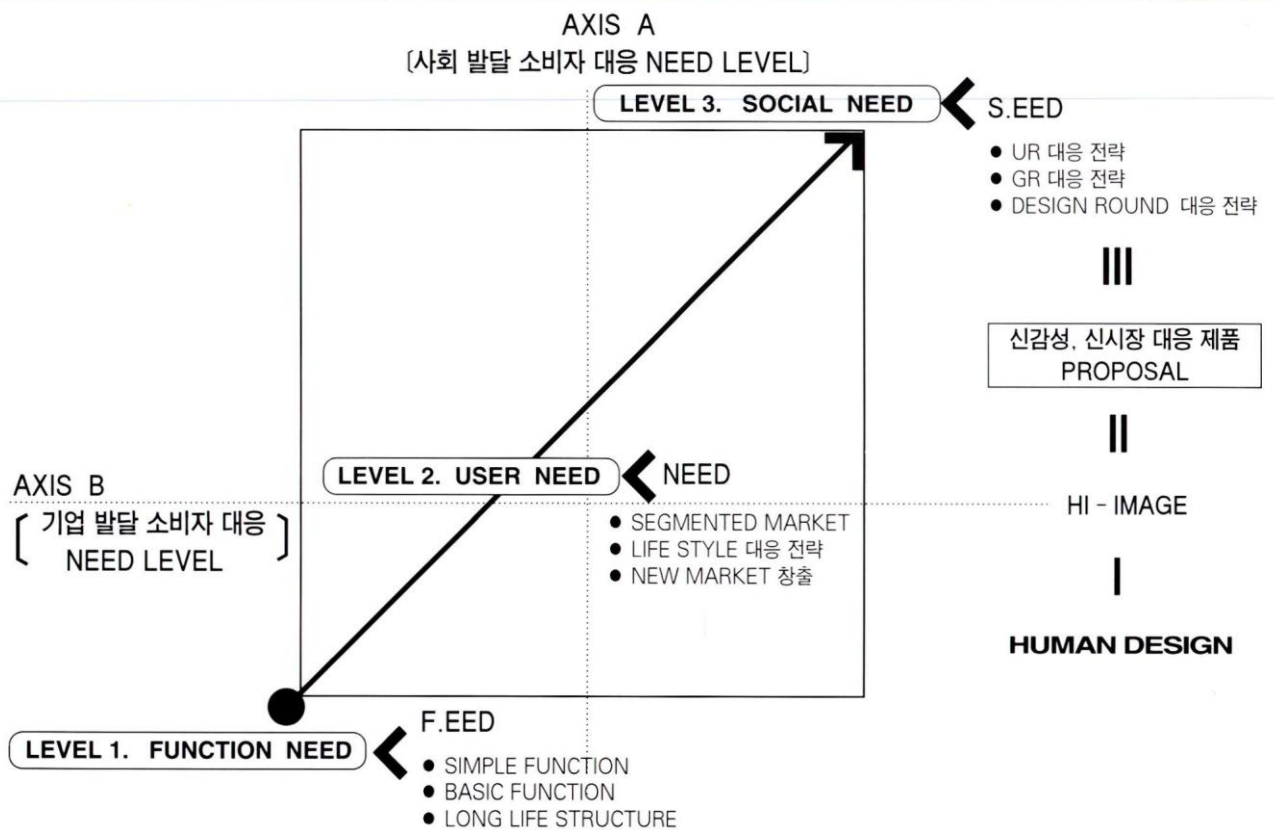 AXIS A
〔사회 발달 소비자 대응 NEED LEVEL〕
LEVEL 3. SOCIAL NEED
S.EED
● UR 대응 전략
● GR 대응 전략
● DESIGN ROUND 대응 전략
III
신감성, 신시장 대응 제품
PROPOSAL
II
HI - IMAGE
I
HUMAN DESIGN
LEVEL 2. USER NEED
NEED
● SEGMENTED MARKET
● LIFE STYLE 대응 전략
● NEW MARKET 창출
AXIS B
〔기업 발달 소비자 대응
NEED LEVEL〕
LEVEL 1. FUNCTION NEED
F.EED
● SIMPLE FUNCTION
● BASIC FUNCTION
● LONG LIFE STRUCTURE